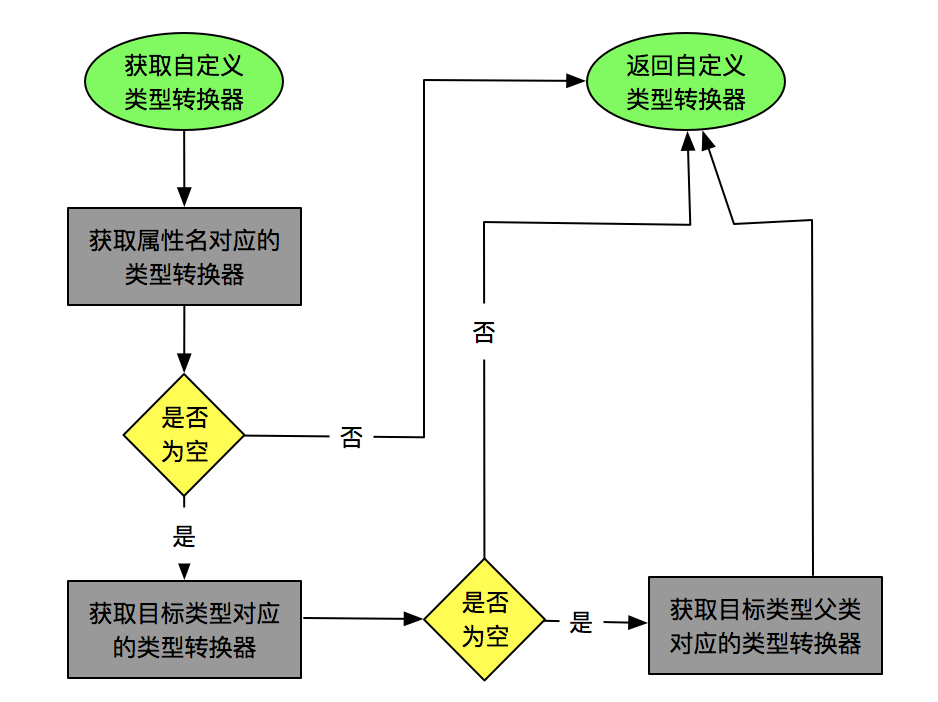 获取自定义
类型转换器
返回自定义
类型转换器
获取属性名对应的
类型转换器
否
是否
为空
否
是
获取目标类型对应
的类型转换器
是否
为空
是
获取目标类型父类
对应的类型转换器